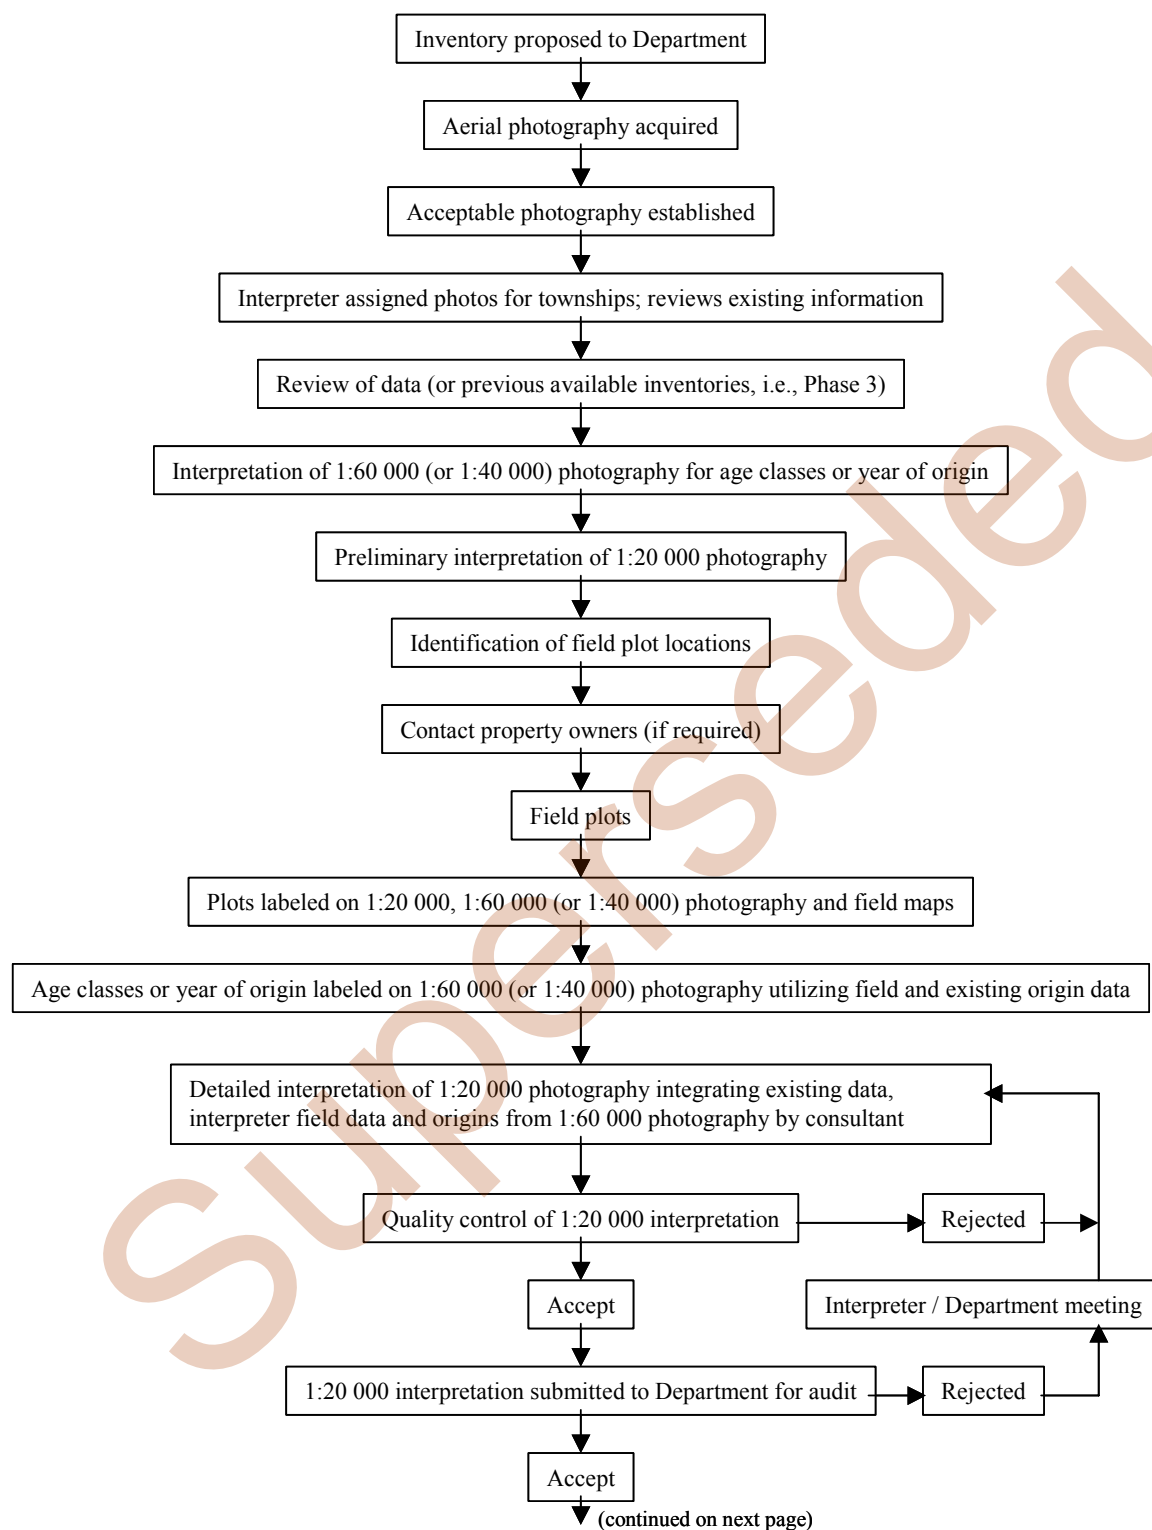 Inventory proposed to Department
Aerial photography acquired
Acceptable photography established
Interpreter assigned photos for townships; reviews existing information
Review of data (or previous available inventories, i.e., Phase 3)
Interpretation of 1:60 000 (or 1:40 000) photography for age classes or year of origin
Preliminary interpretation of 1:20 000 photography
Identification of field plot locations
Contact property owners (if required)
Field plots
Plots labeled on 1:20 000, 1:60 000 (or 1:40 000) photography and field maps
Age classes or year of origin labeled on 1:60 000 (or 1:40 000) photography utilizing field and existing origin data
Detailed interpretation of 1:20 000 photography integrating existing data,
interpreter field data and origins from 1:60 000 photography by consultant
Quality control of 1:20 000 interpretation
Rejected
Accept
Interpreter / Department meeting
1:20 000 interpretation submitted to Department for audit
Rejected
Accept
(continued on next page)
Superseded